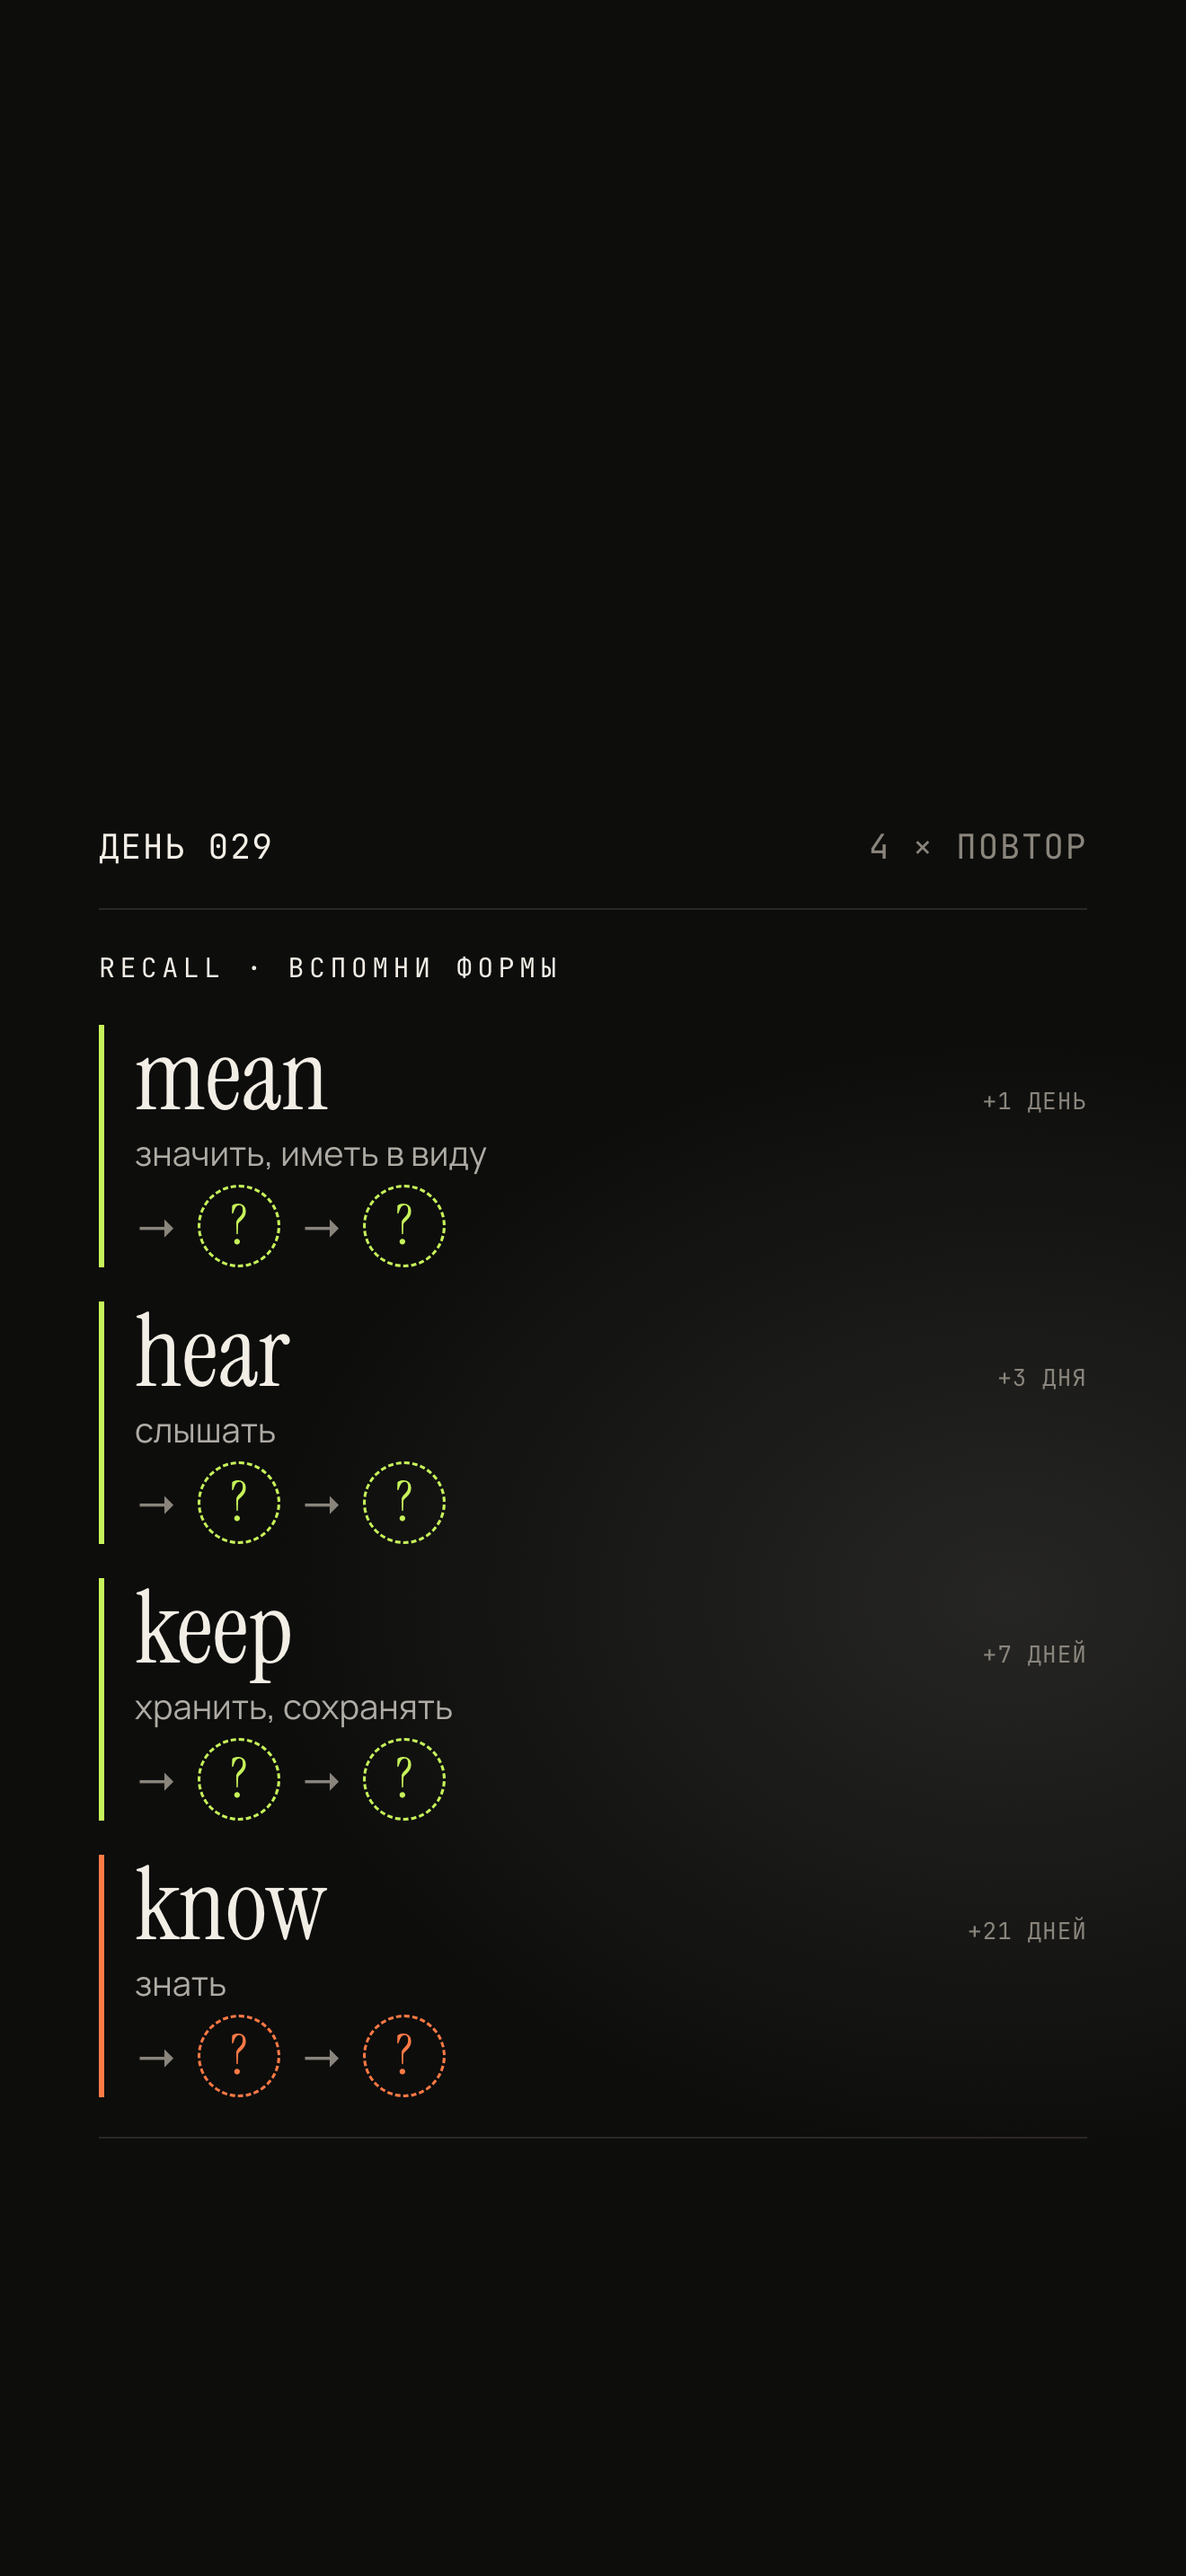 ДЕНЬ 029
4 × ПОВТОР
RECALL · ВСПОМНИ ФОРМЫ
mean
+1 ДЕНЬ
значить, иметь в виду
→ ? → ?
hear
+3 ДНЯ
слышать
→ ? → ?
keep
+7 ДНЕЙ
хранить, сохранять
→ ? → ?
know
+21 ДНЕЙ
знать
→ ? → ?